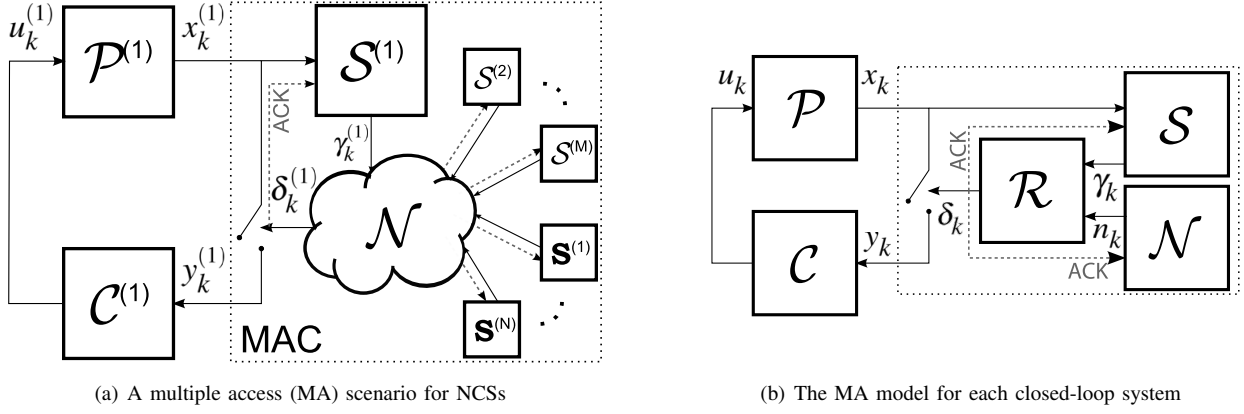 u_k^{(1)} x_k^{(1)}
𝒫^{(1)}
𝒮^{(1)}
𝒮^{(2)}
ACK
γ_k^{(1)}
𝒮^{(M)}
δ_k^{(1)}
𝒩
𝐒^{(1)}
y_k^{(1)}
𝒞^{(1)}
𝐒^{(N)}
MAC
(a) A multiple access (MA) scenario for NCSs
u_k x_k
𝒫
𝒮
ACK
ℛ
γ_k
δ_k
n_k
y_k
𝒞
𝒩
ACK
(b) The MA model for each closed-loop system